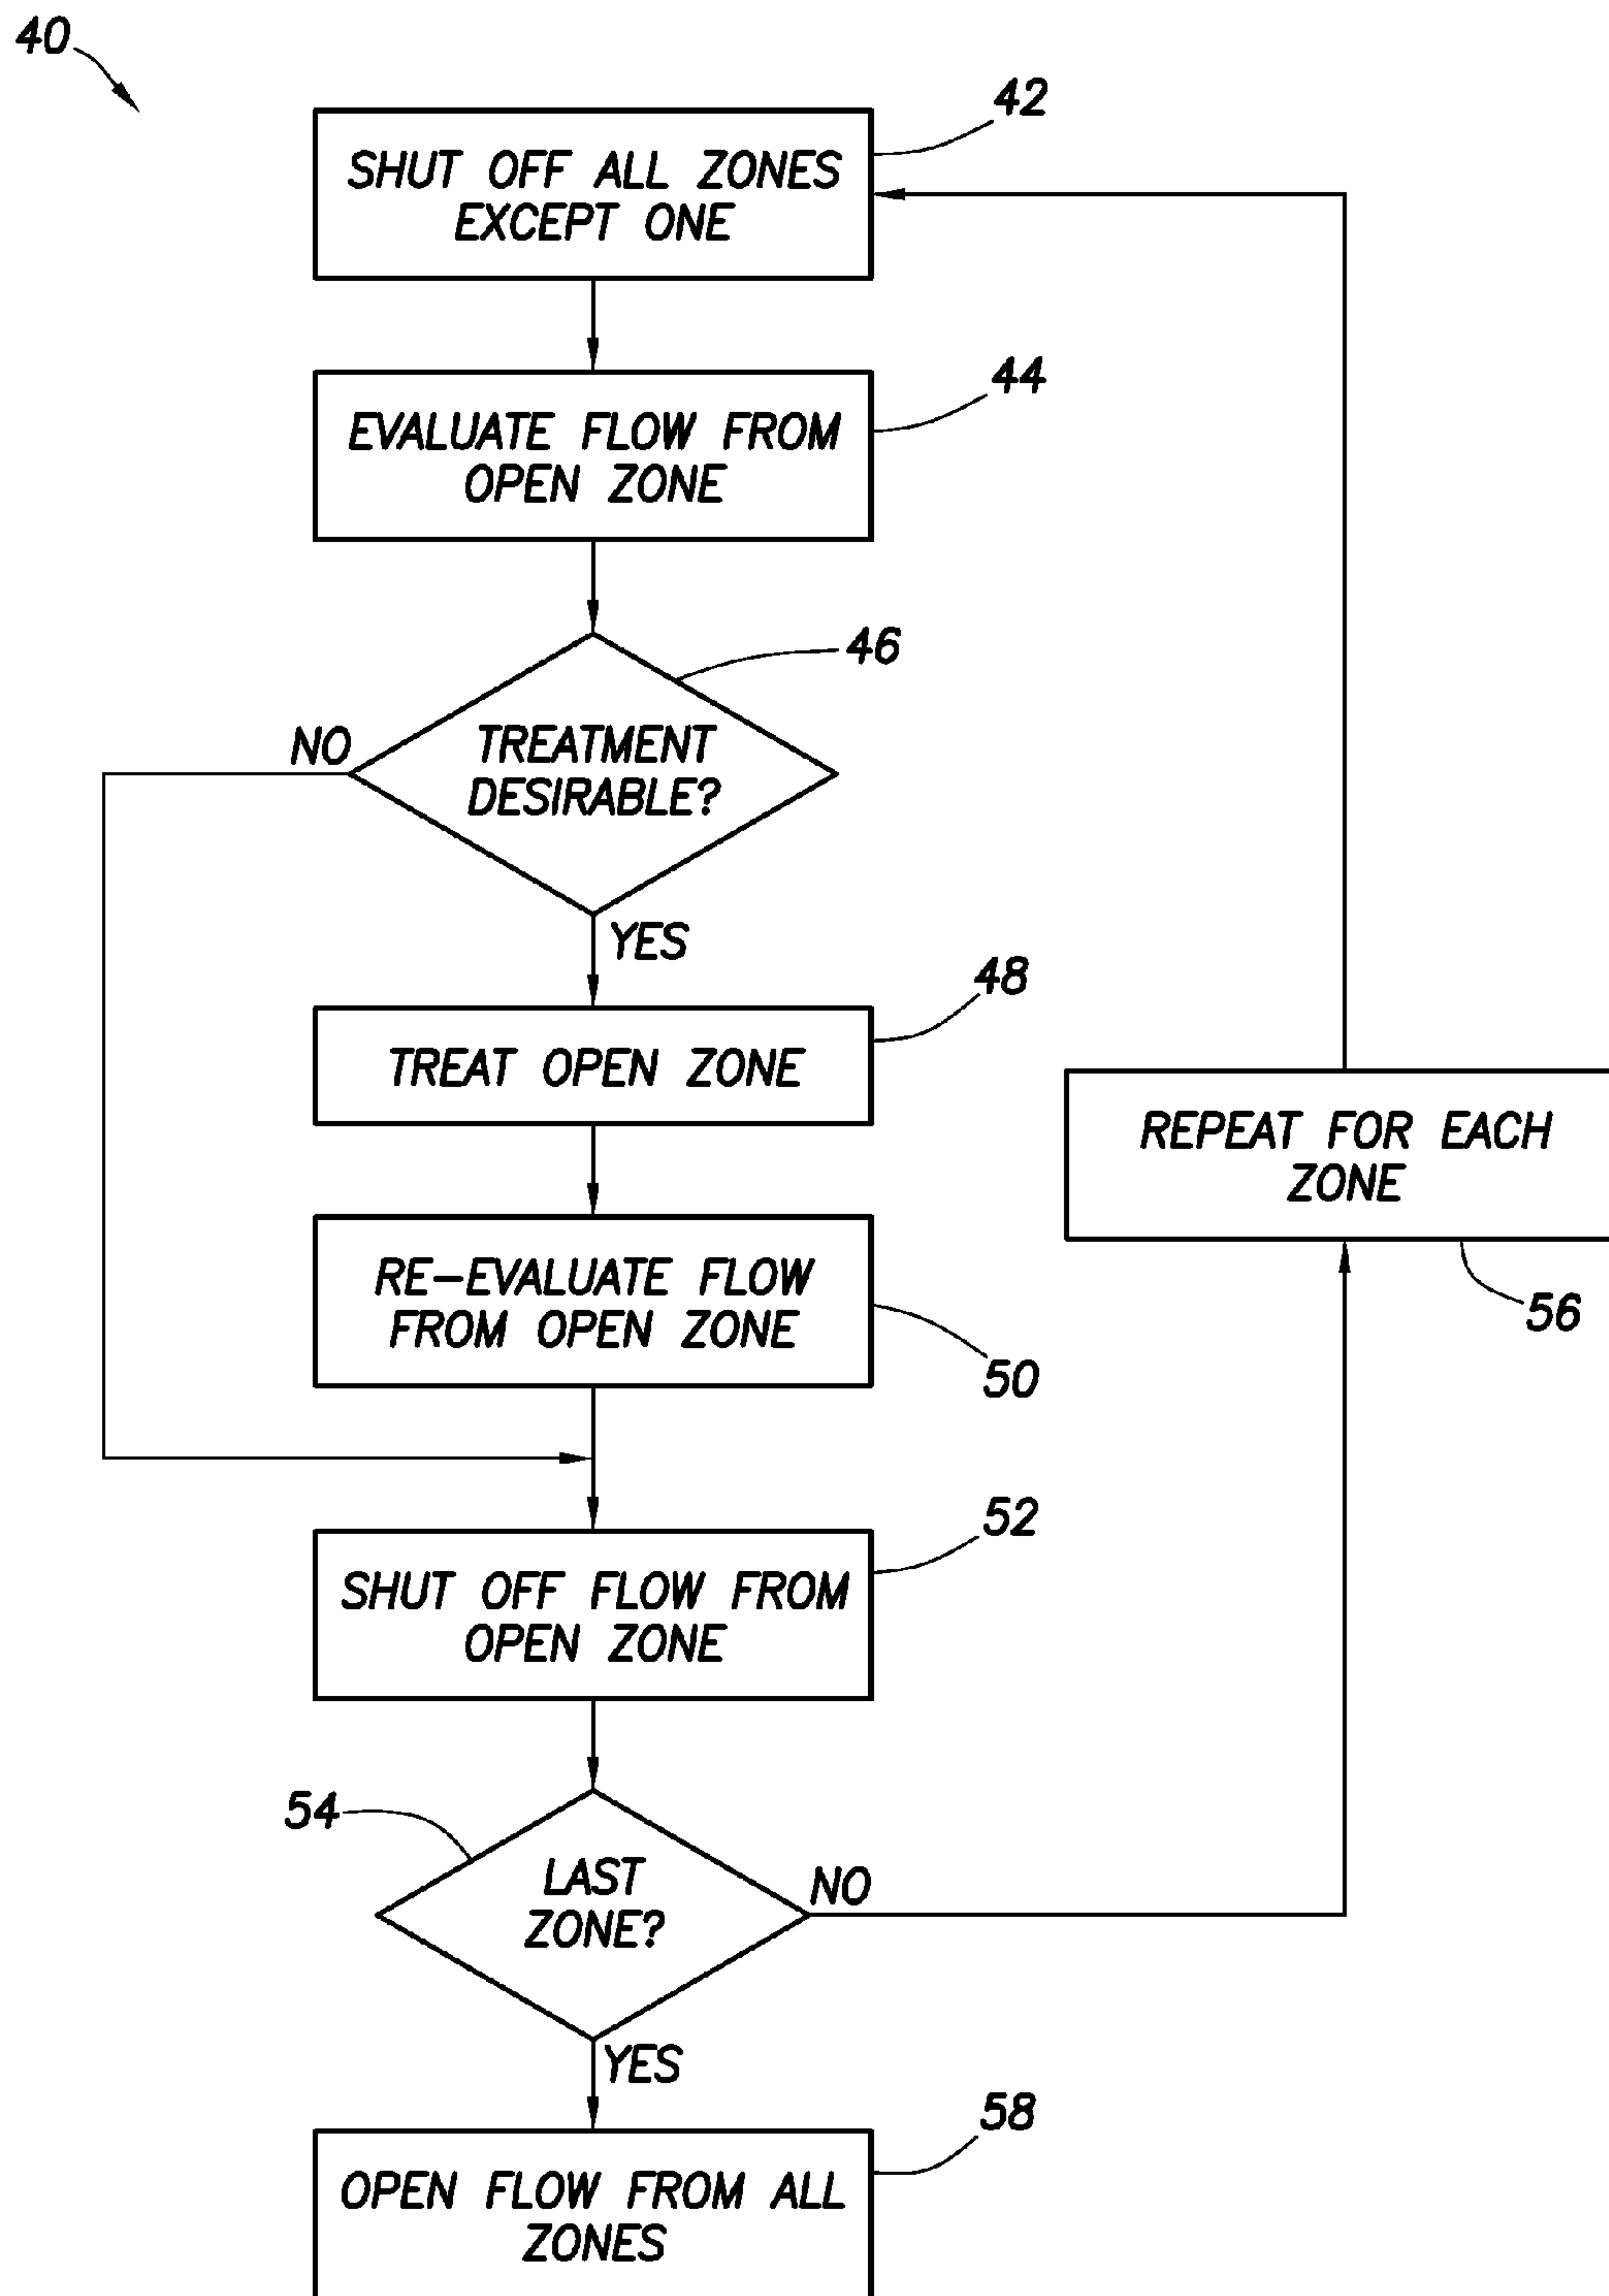 40
42
SHUT OFF ALL ZONES
EXCEPT ONE
44
EVALUATE FLOW FROM
OPEN ZONE
46
NO
TREATMENT
DESIRABLE?
YES
48
TREAT OPEN ZONE
REPEAT FOR EACH
ZONE
56
RE-EVALUATE FLOW
FROM OPEN ZONE
50
52
SHUT OFF FLOW FROM
OPEN ZONE
54
LAST
ZONE?
NO
YES
58
OPEN FLOW FROM ALL
ZONES